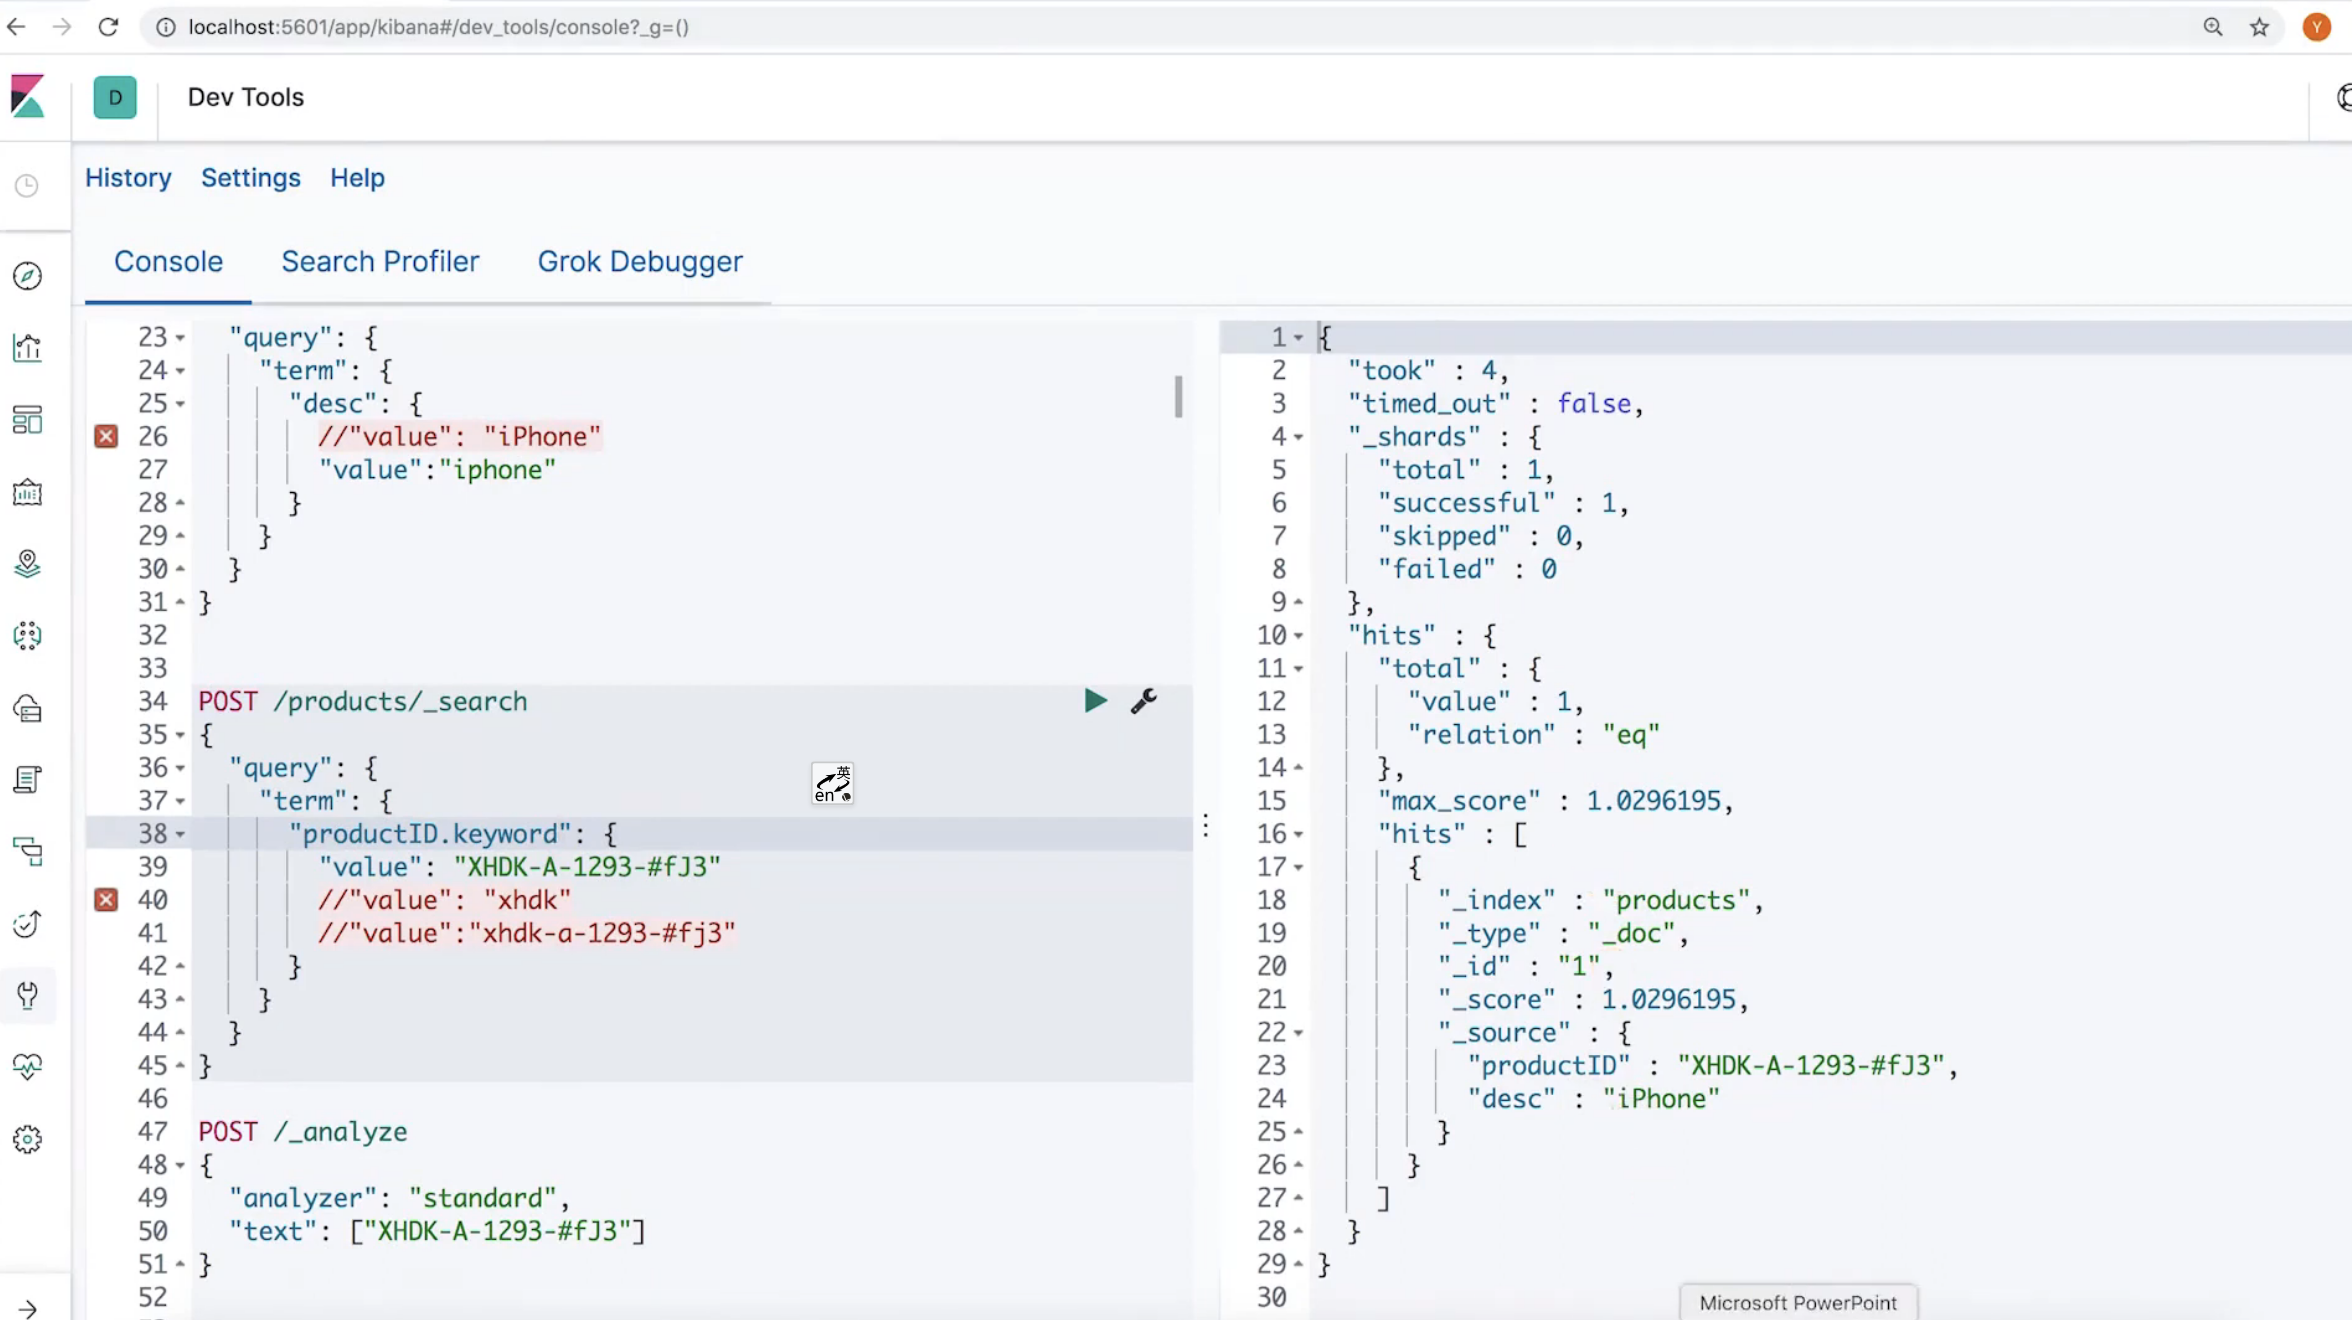 localhost:5601/app/kibana#/dev_tools/console?_g=()
Y
D
Dev Tools
History Settings Help
Console Search Profiler Grok Debugger
23 "query": {
24 "term": {
25 "desc": {
26 //"value": "iPhone"
27 "value":"iphone"
28 }
29 }
30 }
31 }
32
33
34 POST /products/_search
35 {
36 "query": {
37 "term": {
38 "productID.keyword": {
39 "value": "XHDK-A-1293-#fJ3"
40 //"value": "xhdk"
41 //"value":"xhdk-a-1293-#fj3"
42 }
43 }
44 }
45 }
46
47 POST /_analyze
48 {
49 "analyzer": "standard",
50 "text": ["XHDK-A-1293-#fJ3"]
51 }
52
英
en
1 {
2 "took" : 4,
3 "timed_out" : false,
4 "_shards" : {
5 "total" : 1,
6 "successful" : 1,
7 "skipped" : 0,
8 "failed" : 0
9 },
10 "hits" : {
11 "total" : {
12 "value" : 1,
13 "relation" : "eq"
14 },
15 "max_score" : 1.0296195,
16 "hits" : [
17 {
18 "_index" : "products",
19 "_type" : "_doc",
20 "_id" : "1",
21 "_score" : 1.0296195,
22 "_source" : {
23 "productID" : "XHDK-A-1293-#fJ3",
24 "desc" : "iPhone"
25 }
26 }
27 ]
28 }
29 }
30
Microsoft PowerPoint